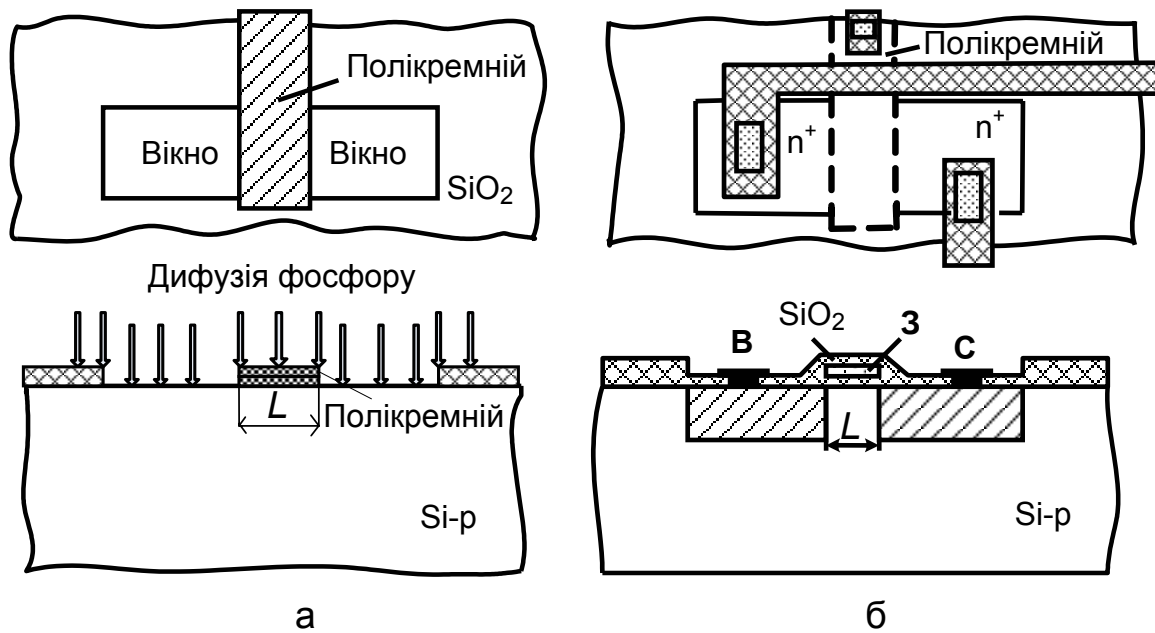 Полікремній
Вікно
Вікно
SiO2
Дифузія фосфору
L
Полікремній
Si-p
а
Полікремній
n+
n+
SiO2
З
В
С
L
Si-p
б